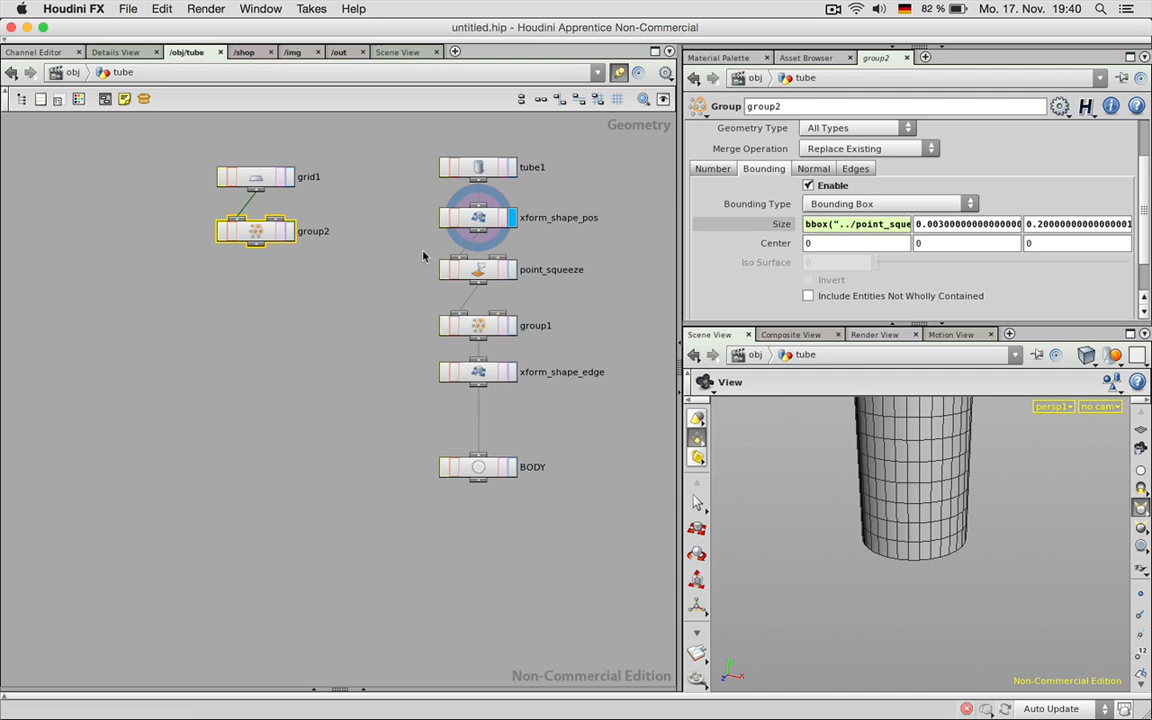 Houdini FX File Edit Render Window Takes Help 82 % Mo. 17. Nov. 19:40
untitled.hip - Houdini Apprentice Non-Commercial
Channel Editor Details View /obj/tube /shop /img /out Scene View
obj tube
Geometry
grid1
group2
tube1
xform_shape_pos
point_squeeze
group1
xform_shape_edge
BODY
Non-Commercial Edition
Material Palette Asset Browser group2
obj tube
Group group2
Geometry Type All Types
Merge Operation Replace Existing
Number Bounding Normal Edges
Enable
Bounding Type Bounding Box
Size bbox("../point_sque 0.0030000000000000 0.2000000000000001
Center 0 0 0
Iso Surface 0
Invert
Include Entities Not Wholly Contained
Scene View Composite View Render View Motion View
obj tube
View
persp1 no cam
12
y
z x
Non-Commercial Edition
Auto Update